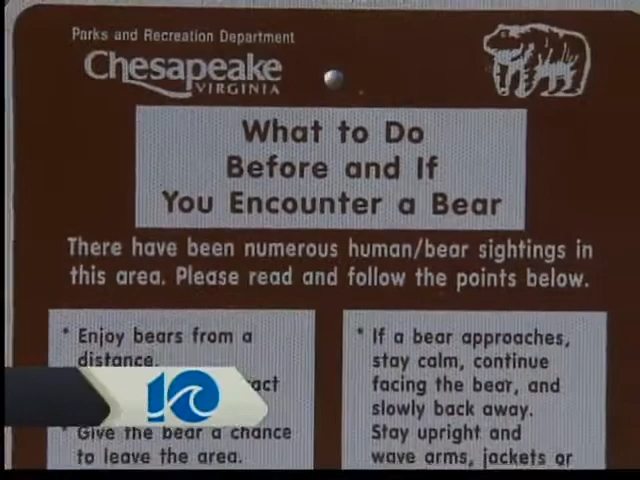 Parks and Recreation Department
Chesapeake
VIRGINIA
What to Do
Before and If
You Encounter a Bear
There have been numerous human/bear sightings in
this area. Please read and follow the points below.
* Enjoy bears from a
distance.
* Give the bear a chance
to leave the area.
* If a bear approaches,
stay calm, continue
facing the bear, and
slowly back away.
Stay upright and
wave arms, jackets or
10